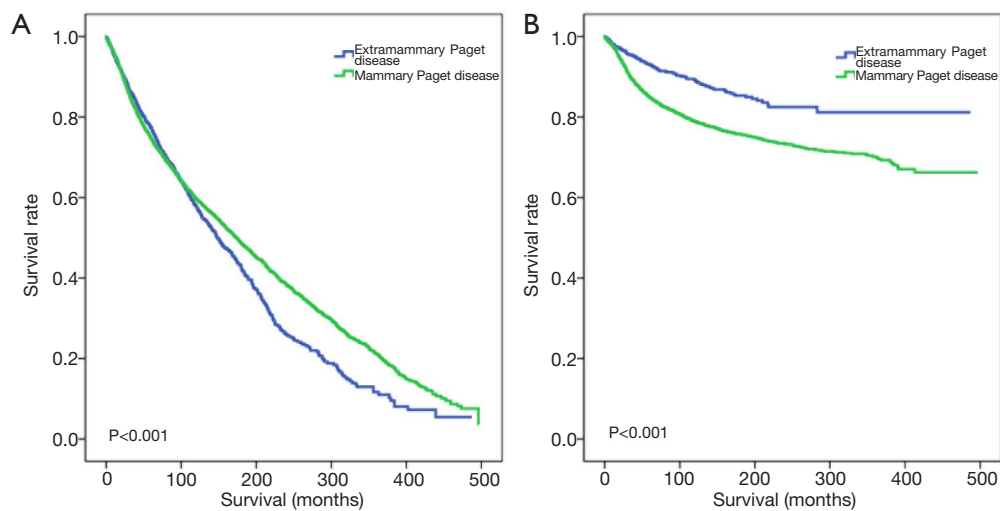 A
Extramammary Paget
disease
Mammary Paget disease
Survival rate
1.0
0.8
0.6
0.4
0.2
0.0
P<0.001
0 100 200 300 400 500
Survival (months)
B
Extramammary Paget
disease
Mammary Paget disease
Survival rate
1.0
0.8
0.6
0.4
0.2
0.0
P<0.001
0 100 200 300 400 500
Survival (months)